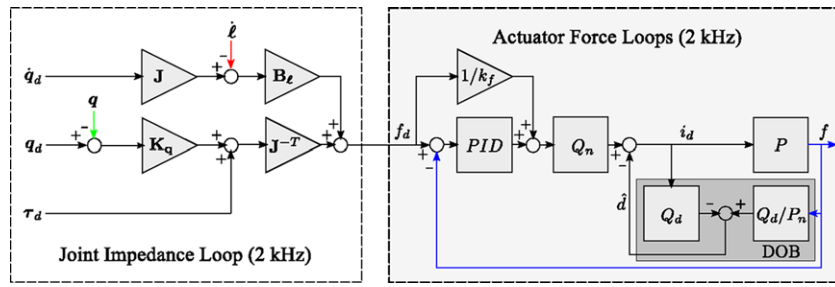 Actuator Force Loops (2 kHz)
ℓ̇
−
q̇_d
J
+
B_ℓ
1/k_f
q
+
−
+
+
q_d
+
K_q
+
+
J^{−T}
+
f_d
+
−
PID
+
Q_n
+
−
i_d
P
f
d̂
Q_d
−
+
Q_d/P_n
DOB
τ_d
Joint Impedance Loop (2 kHz)